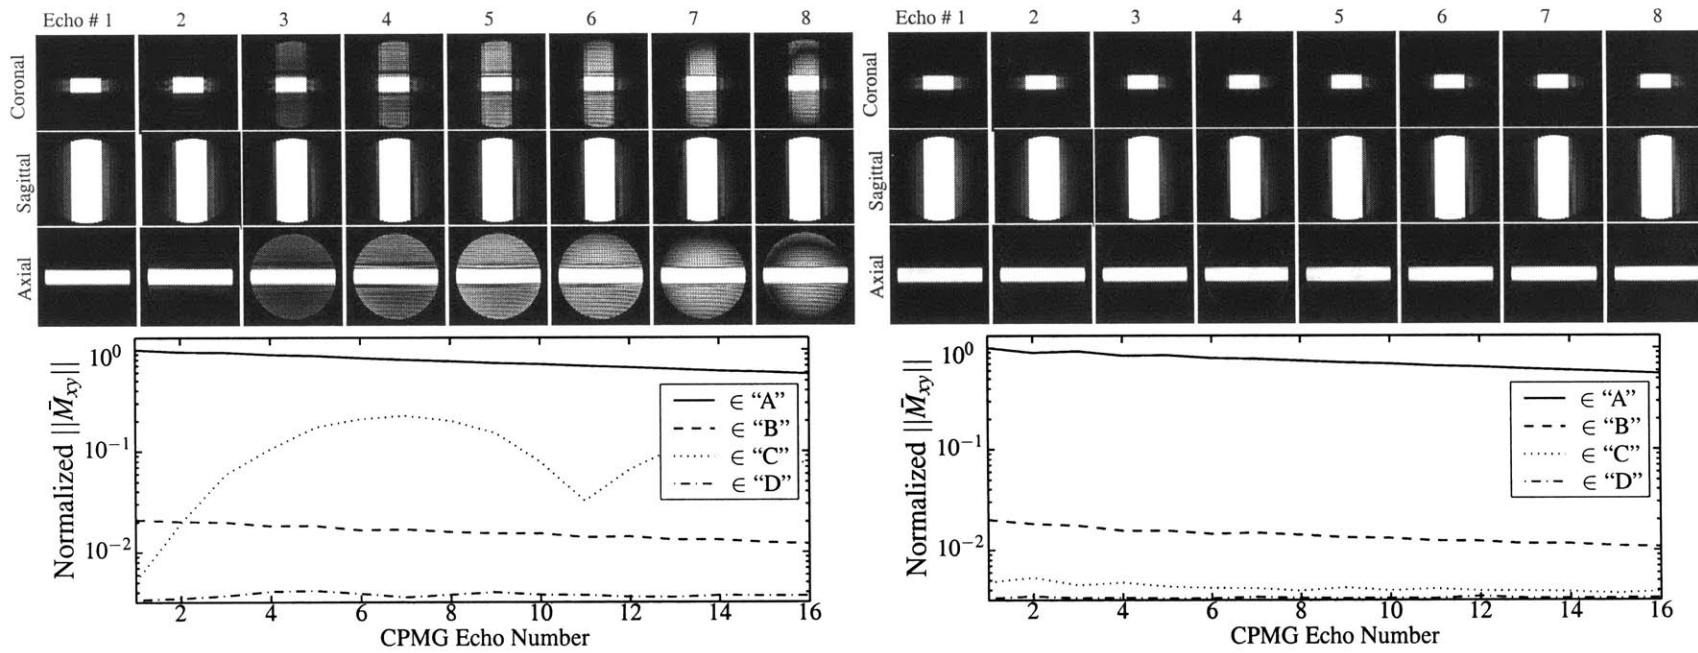 Echo # 1 2 3 4 5 6 7 8
Coronal
Sagittal
Axial
Normalized ||M̄xy||
10⁰
10⁻¹
10⁻²
∈ “A”
∈ “B”
∈ “C”
∈ “D”
2 4 6 8 10 12 14 16
CPMG Echo Number
Echo # 1 2 3 4 5 6 7 8
Coronal
Sagittal
Axial
Normalized ||M̄xy||
10⁰
10⁻¹
10⁻²
∈ “A”
∈ “B”
∈ “C”
∈ “D”
2 4 6 8 10 12 14 16
CPMG Echo Number